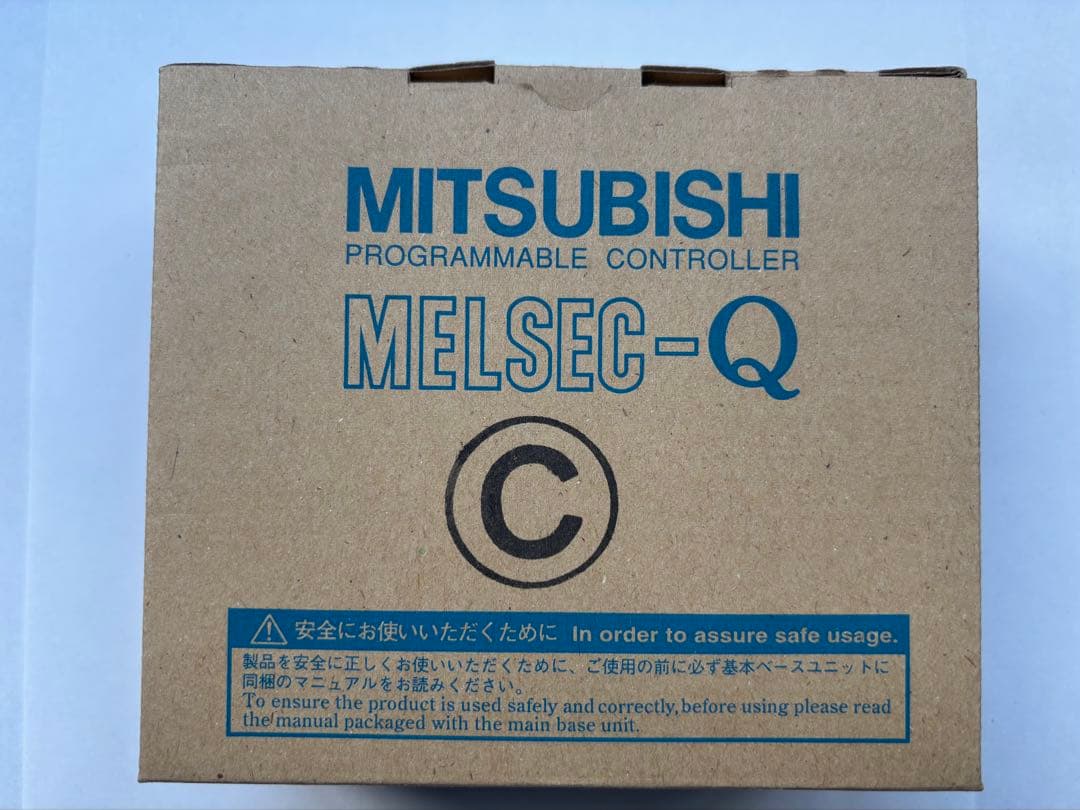 MITSUBISHI
PROGRAMMABLE CONTROLLER
MELSEC-Q
C
安全にお使いいただくために In order to assure safe usage.
製品を安全に正しくお使いいただくために、ご使用の前に必ず基本ベースユニットに
同梱のマニュアルをお読みください。
To ensure the product is used safely and correctly, before using please read
the manual packaged with the main base unit.